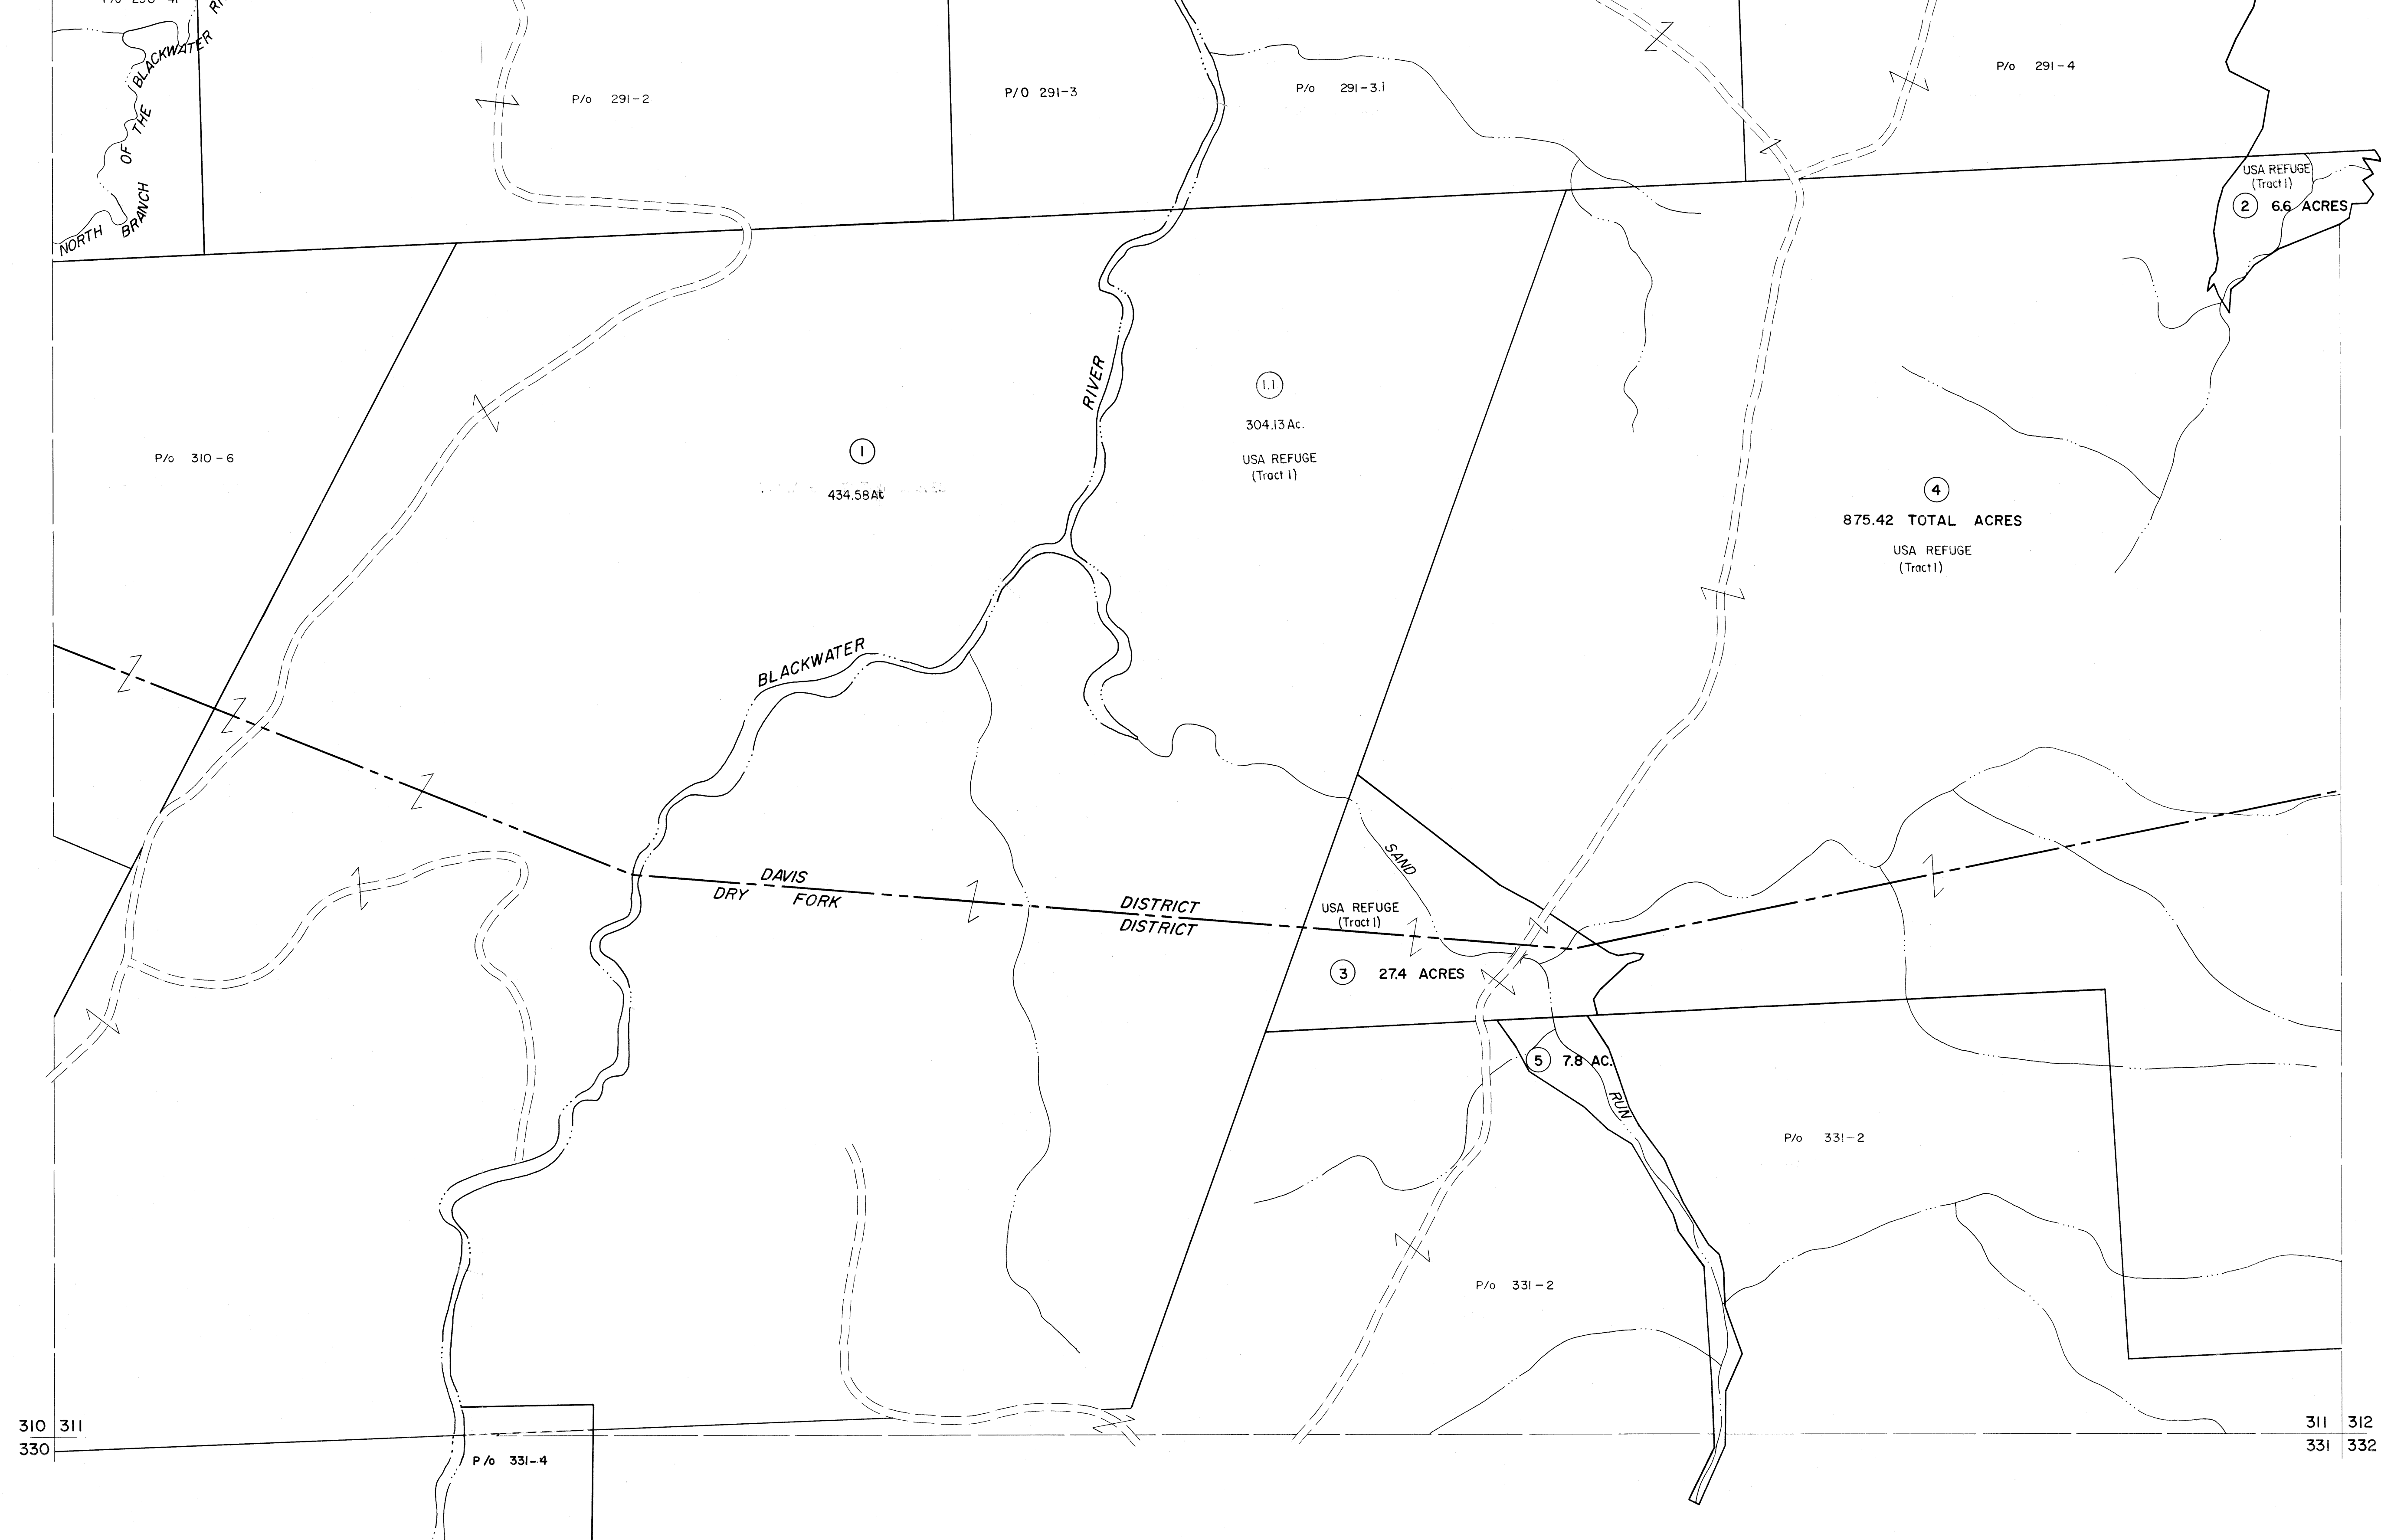 BLACKWATER
OF THE
NORTH BRANCH
P/o 291-2
P/O 291-3
P/o 291-3.1
P/o 291-4
USA REFUGE
(Tract 1)
2 6.6 ACRES
RIVER
1.1
304.13 Ac.
USA REFUGE
(Tract 1)
P/o 310-6
1
434.58 Ac
4
875.42 TOTAL ACRES
USA REFUGE
(Tract 1)
BLACKWATER
SAND
DAVIS DISTRICT
DRY FORK DISTRICT
USA REFUGE
(Tract 1)
3 27.4 ACRES
5 7.8 AC.
RUN
P/o 331-2
P/o 331-2
310 311
330
P/o 331-4
311 312
331 332